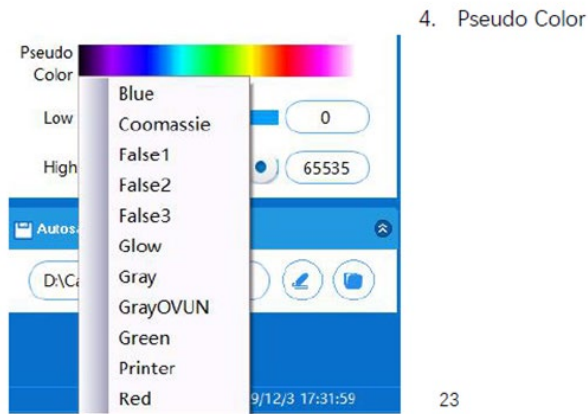 4. Pseudo Color
Pseudo
Color
Blue
Low
0
Coomassie
False1
High
65535
False2
False3
Autos
Glow
Gray
D:\Ca
GrayOVUN
Green
Printer
Red
9/12/3 17:31:59
23